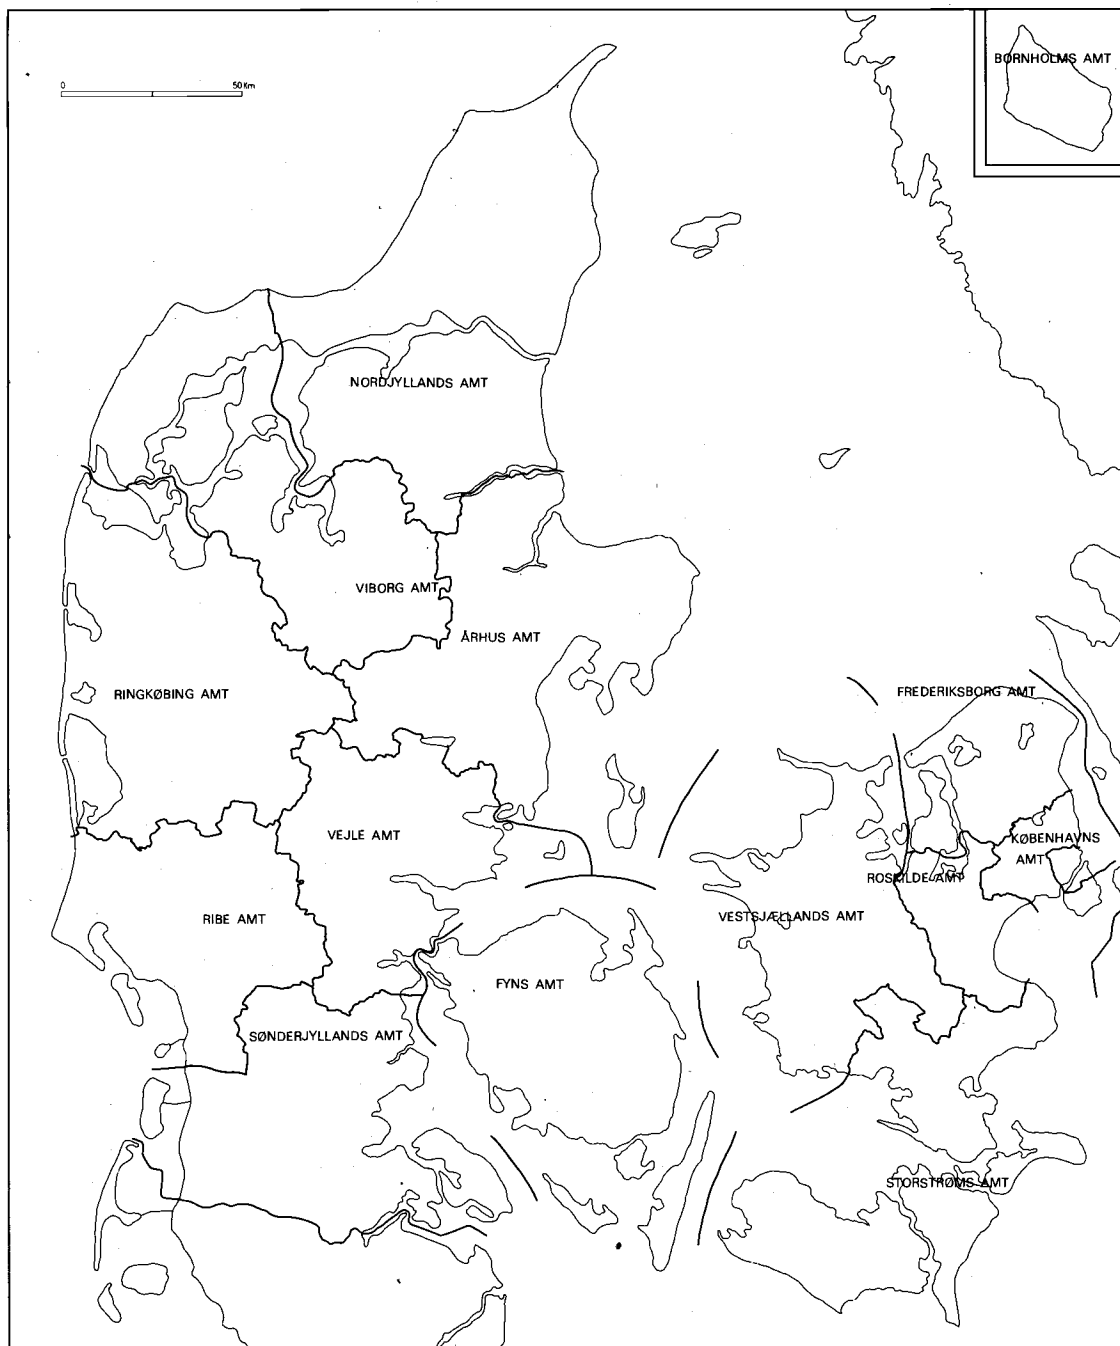 BORNHOLMS AMT
0 50 Km
NORDJYLLANDS AMT
VIBORG AMT
ÅRHUS AMT
RINGKØBING AMT
FREDERIKSBORG AMT
VEJLE AMT
KØBENHAVNS
AMT
ROSKILDE AMT
RIBE AMT
VESTSJÆLLANDS AMT
FYNS AMT
SØNDERJYLLANDS AMT
STORSTRØMS AMT